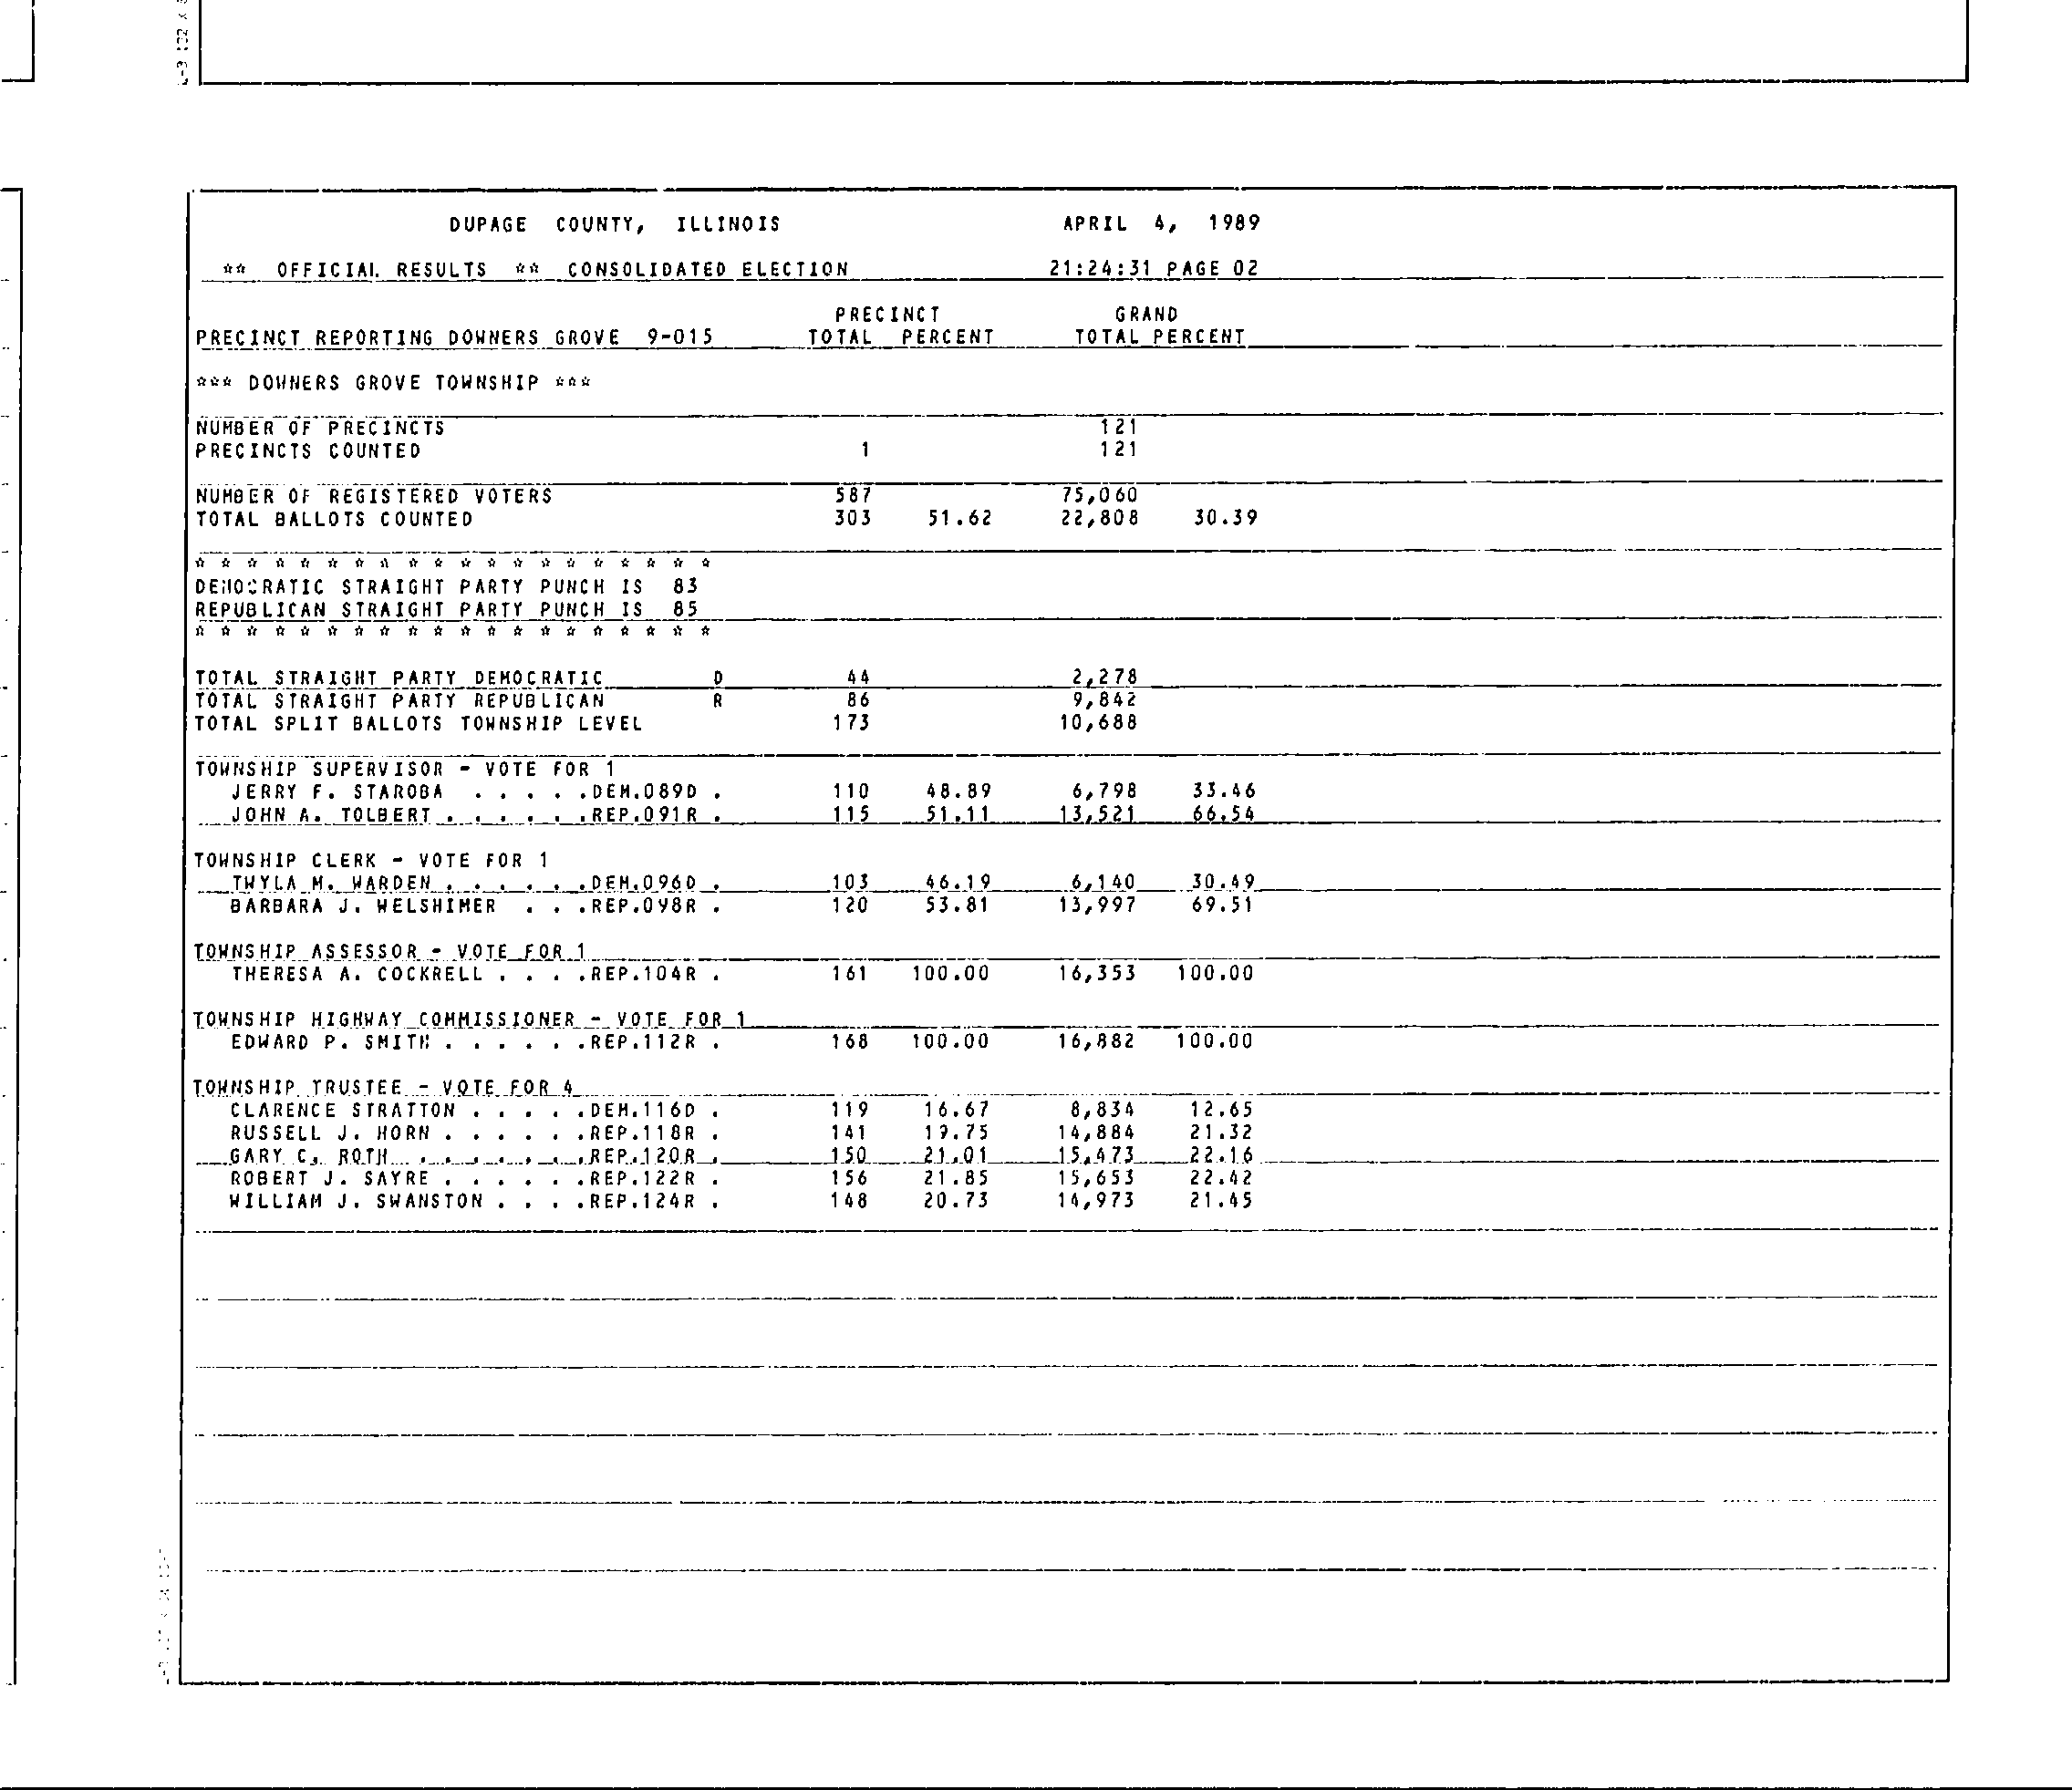 DUPAGE COUNTY, ILLINOIS APRIL 4, 1989
** OFFICIAL RESULTS ** CONSOLIDATED ELECTION 21:24:31 PAGE 02
PRECINCT GRAND
PRECINCT REPORTING DOWNERS GROVE 9-015 TOTAL PERCENT TOTAL PERCENT
*** DOWNERS GROVE TOWNSHIP ***
NUMBER OF PRECINCTS 121
PRECINCTS COUNTED 1 121
NUMBER OF REGISTERED VOTERS 587 75,060
TOTAL BALLOTS COUNTED 303 51.62 22,808 30.39
* * * * * * * * * * * * * * * * * * * *
DEMOCRATIC STRAIGHT PARTY PUNCH IS 83
REPUBLICAN STRAIGHT PARTY PUNCH IS 85
* * * * * * * * * * * * * * * * * * * *
TOTAL STRAIGHT PARTY DEMOCRATIC D 44 2,278
TOTAL STRAIGHT PARTY REPUBLICAN R 86 9,842
TOTAL SPLIT BALLOTS TOWNSHIP LEVEL 173 10,688
TOWNSHIP SUPERVISOR - VOTE FOR 1
JERRY F. STAROBA . . . . .DEM.089D . 110 48.89 6,798 33.46
JOHN A. TOLBERT . . . . . .REP.091R . 115 51.11 13,521 66.54
TOWNSHIP CLERK - VOTE FOR 1
TWYLA M. WARDEN . . . . . .DEM.096D . 103 46.19 6,140 30.49
BARBARA J. WELSHIMER . . .REP.098R . 120 53.81 13,997 69.51
TOWNSHIP ASSESSOR - VOTE FOR 1
THERESA A. COCKRELL . . . .REP.104R . 161 100.00 16,353 100.00
TOWNSHIP HIGHWAY COMMISSIONER - VOTE FOR 1
EDWARD P. SMITH . . . . . .REP.112R . 168 100.00 16,882 100.00
TOWNSHIP TRUSTEE - VOTE FOR 4
CLARENCE STRATTON . . . . .DEM.116D . 119 16.67 8,834 12.65
RUSSELL J. HORN . . . . . .REP.118R . 141 19.75 14,884 21.32
GARY C. ROTH . . . . . . .REP.120R . 150 21.01 15,473 22.16
ROBERT J. SAYRE . . . . . .REP.122R . 156 21.85 15,653 22.42
WILLIAM J. SWANSTON . . . .REP.124R . 148 20.73 14,973 21.45